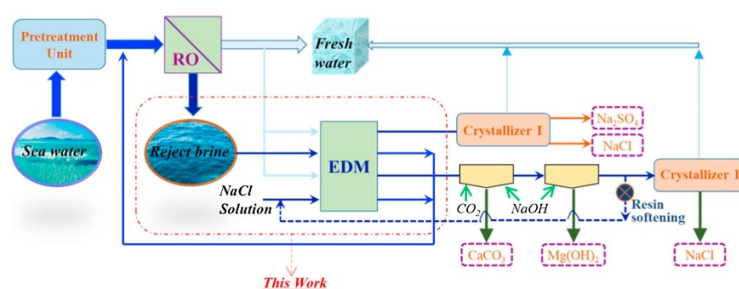 Pretreatment
Unit
RO
Fresh
water
Sea water
Reject brine
NaCl
Solution
EDM
Crystallizer I
Na2SO4
NaCl
CO2
NaOH
Resin
softening
Crystallizer I
CaCO3
Mg(OH)2
NaCl
This Work